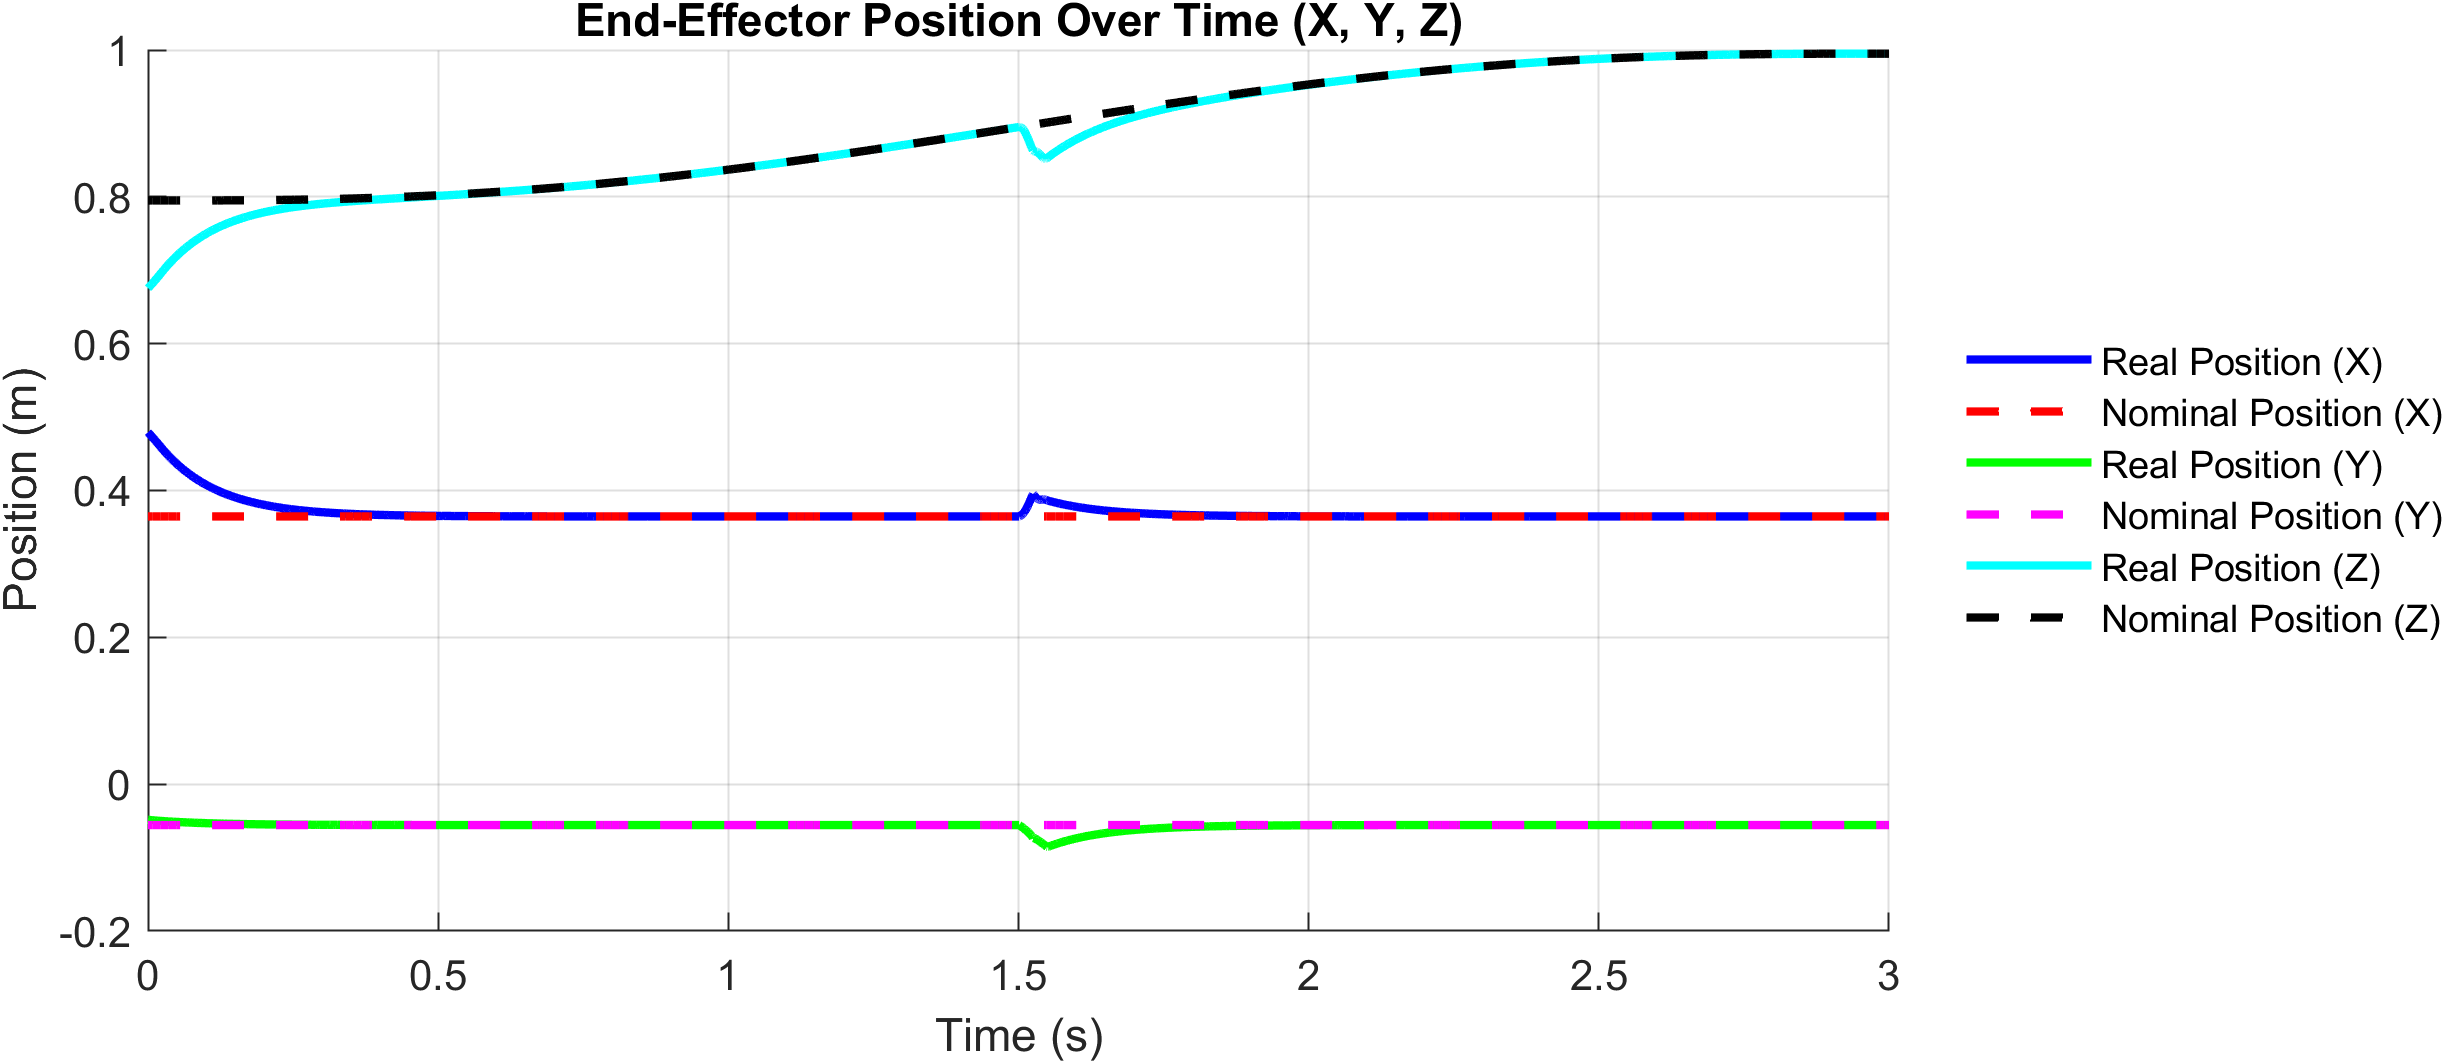 End-Effector Position Over Time (X, Y, Z)
Position (m)
1
0.8
0.6
0.4
0.2
0
-0.2
0
0.5
1
1.5
2
2.5
3
Time (s)
Real Position (X)
Nominal Position (X)
Real Position (Y)
Nominal Position (Y)
Real Position (Z)
Nominal Position (Z)